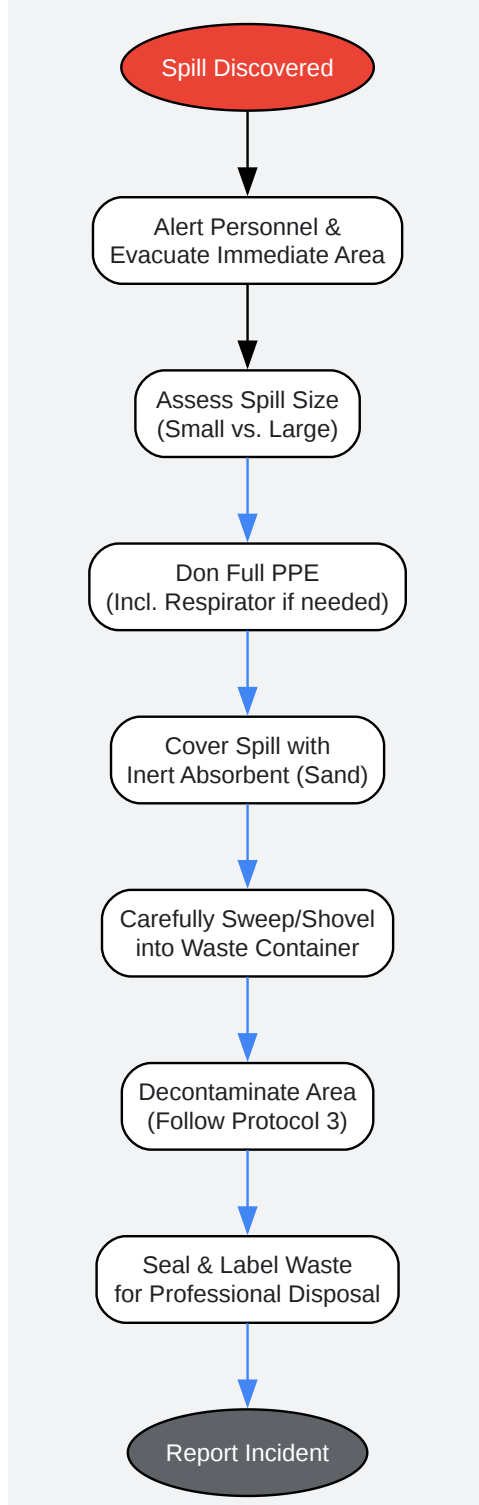 Spill Discovered
Alert Personnel &
Evacuate Immediate Area
Assess Spill Size
(Small vs. Large)
Don Full PPE
(Incl. Respirator if needed)
Cover Spill with
Inert Absorbent (Sand)
Carefully Sweep/Shovel
into Waste Container
Decontaminate Area
(Follow Protocol 3)
Seal & Label Waste
for Professional Disposal
Report Incident